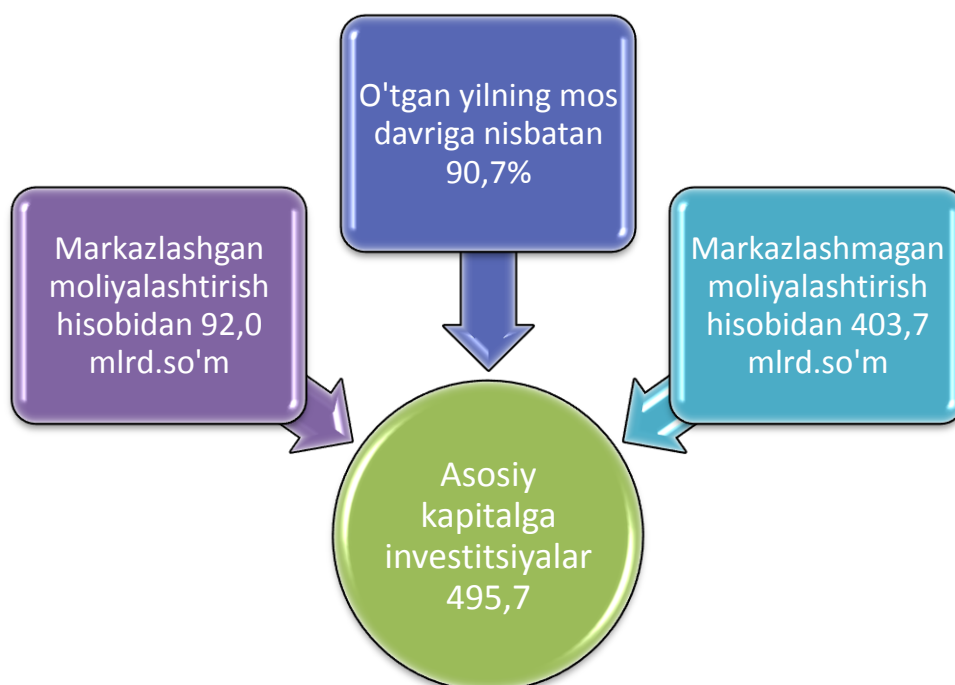 O'tgan yilning mos
davriga nisbatan
90,7%
Markazlashgan
moliyalashtirish
hisobidan 92,0
mlrd.so'm
Markazlashmagan
moliyalashtirish
hisobidan 403,7
mlrd.so'm
Asosiy
kapitalga
investitsiyalar
495,7